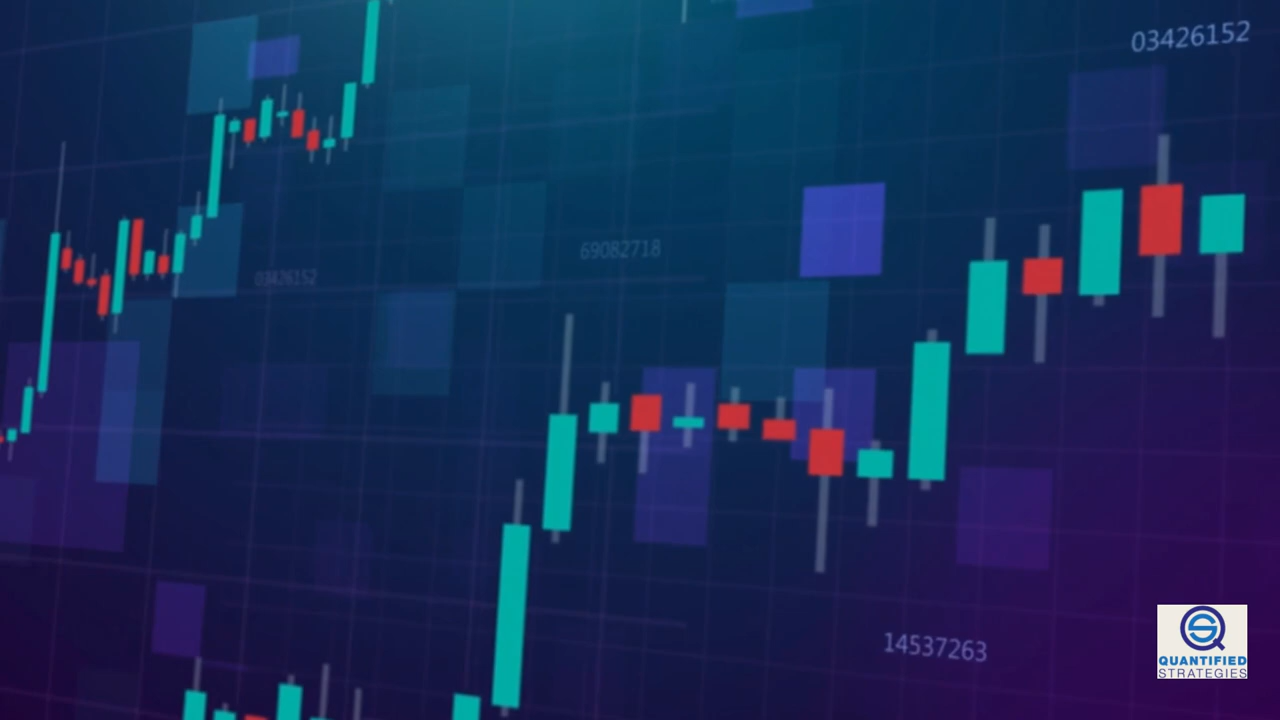 03426152
69082718
03426152
14537263
QUANTIFIED
STRATEGIES